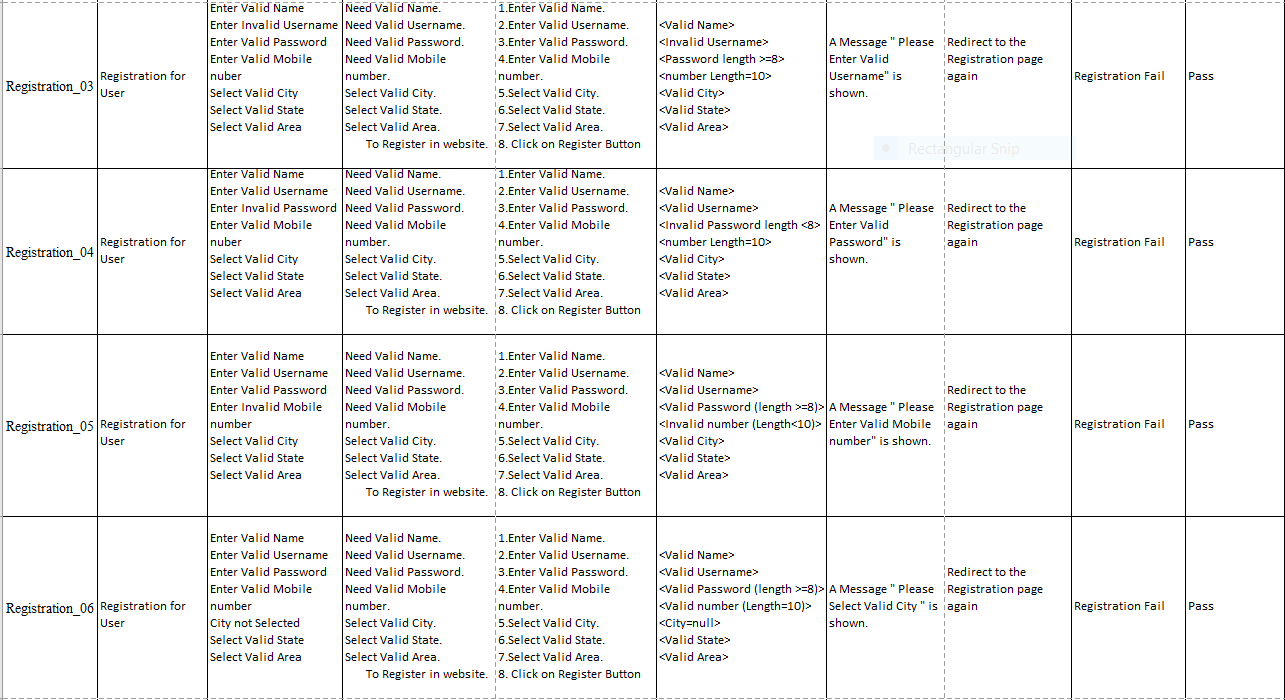 Registration_03
Registration for
User
Enter Valid Name
Enter Invalid Username
Enter Valid Password
Enter Valid Mobile
nuber
Select Valid City
Select Valid State
Select Valid Area
Need Valid Name.
Need Valid Username.
Need Valid Password.
Need Valid Mobile
number.
Select Valid City.
Select Valid State.
Select Valid Area.
To Register in website.
1.Enter Valid Name.
2.Enter Valid Username.
3.Enter Valid Password.
4.Enter Valid Mobile
number.
5.Select Valid City.
6.Select Valid State.
7.Select Valid Area.
8. Click on Register Button
<Valid Name>
<Invalid Username>
<Password length >=8>
<number Length=10>
<Valid City>
<Valid State>
<Valid Area>
A Message " Please
Enter Valid
Username" is
shown.
Redirect to the
Registration page
again
Registration Fail
Pass
Rectangular Snip
Registration_04
Registration for
User
Enter Valid Name
Enter Valid Username
Enter Invalid Password
Enter Valid Mobile
nuber
Select Valid City
Select Valid State
Select Valid Area
Need Valid Name.
Need Valid Username.
Need Valid Password.
Need Valid Mobile
number.
Select Valid City.
Select Valid State.
Select Valid Area.
To Register in website.
1.Enter Valid Name.
2.Enter Valid Username.
3.Enter Valid Password.
4.Enter Valid Mobile
number.
5.Select Valid City.
6.Select Valid State.
7.Select Valid Area.
8. Click on Register Button
<Valid Name>
<Valid Username>
<Invalid Password length <8>
<number Length=10>
<Valid City>
<Valid State>
<Valid Area>
A Message " Please
Enter Valid
Password" is
shown.
Redirect to the
Registration page
again
Registration Fail
Pass
Registration_05
Registration for
User
Enter Valid Name
Enter Valid Username
Enter Valid Password
Enter Invalid Mobile
number
Select Valid City
Select Valid State
Select Valid Area
Need Valid Name.
Need Valid Username.
Need Valid Password.
Need Valid Mobile
number.
Select Valid City.
Select Valid State.
Select Valid Area.
To Register in website.
1.Enter Valid Name.
2.Enter Valid Username.
3.Enter Valid Password.
4.Enter Valid Mobile
number.
5.Select Valid City.
6.Select Valid State.
7.Select Valid Area.
8. Click on Register Button
<Valid Name>
<Valid Username>
<Valid Password (length >=8)>
<Invalid number (Length<10)>
<Valid City>
<Valid State>
<Valid Area>
A Message " Please
Enter Valid Mobile
number" is shown.
Redirect to the
Registration page
again
Registration Fail
Pass
Registration_06
Registration for
User
Enter Valid Name
Enter Valid Username
Enter Valid Password
Enter Valid Mobile
number
City not Selected
Select Valid State
Select Valid Area
Need Valid Name.
Need Valid Username.
Need Valid Password.
Need Valid Mobile
number.
Select Valid City.
Select Valid State.
Select Valid Area.
To Register in website.
1.Enter Valid Name.
2.Enter Valid Username.
3.Enter Valid Password.
4.Enter Valid Mobile
number.
5.Select Valid City.
6.Select Valid State.
7.Select Valid Area.
8. Click on Register Button
<Valid Name>
<Valid Username>
<Valid Password (length >=8)>
<Valid number (Length=10)>
<City=null>
<Valid State>
<Valid Area>
A Message " Please
Select Valid City " is
shown.
Redirect to the
Registration page
again
Registration Fail
Pass